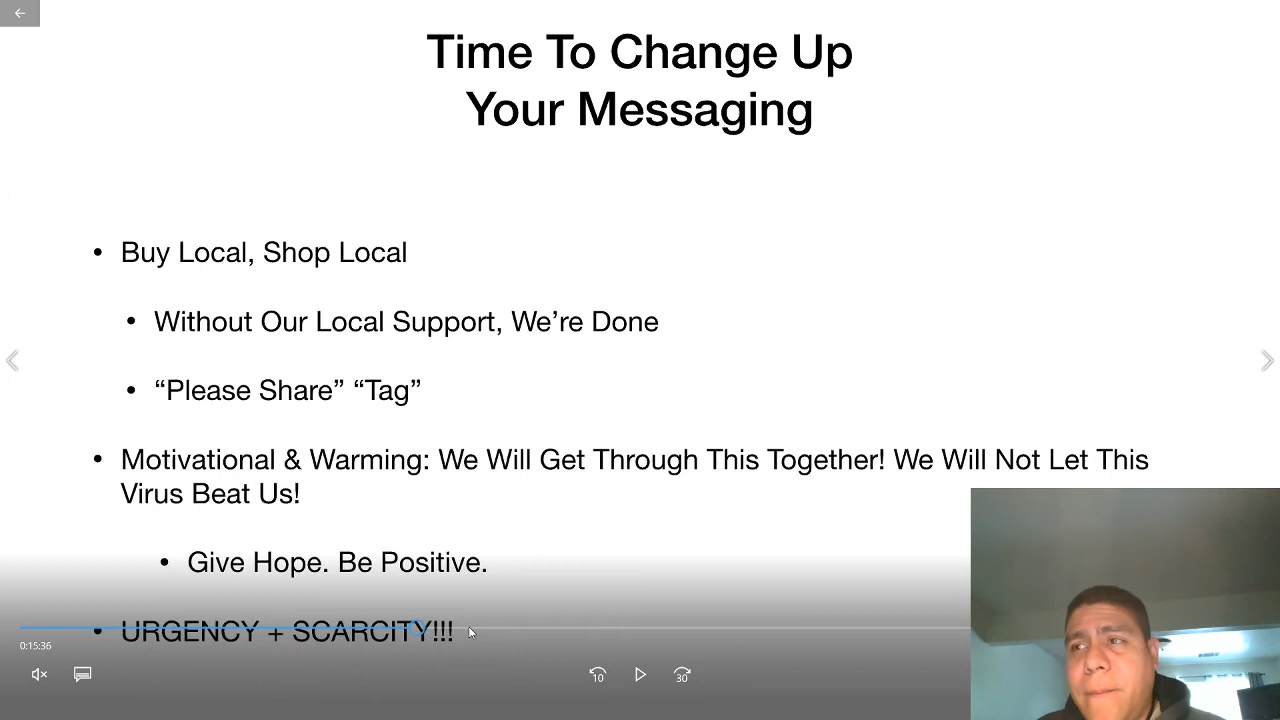 Time To Change Up
Your Messaging
• Buy Local, Shop Local
• Without Our Local Support, We’re Done
• “Please Share” “Tag”
• Motivational & Warming: We Will Get Through This Together! We Will Not Let This
Virus Beat Us!
• Give Hope. Be Positive.
• URGENCY + SCARCITY!!!
0:15:36
10
30